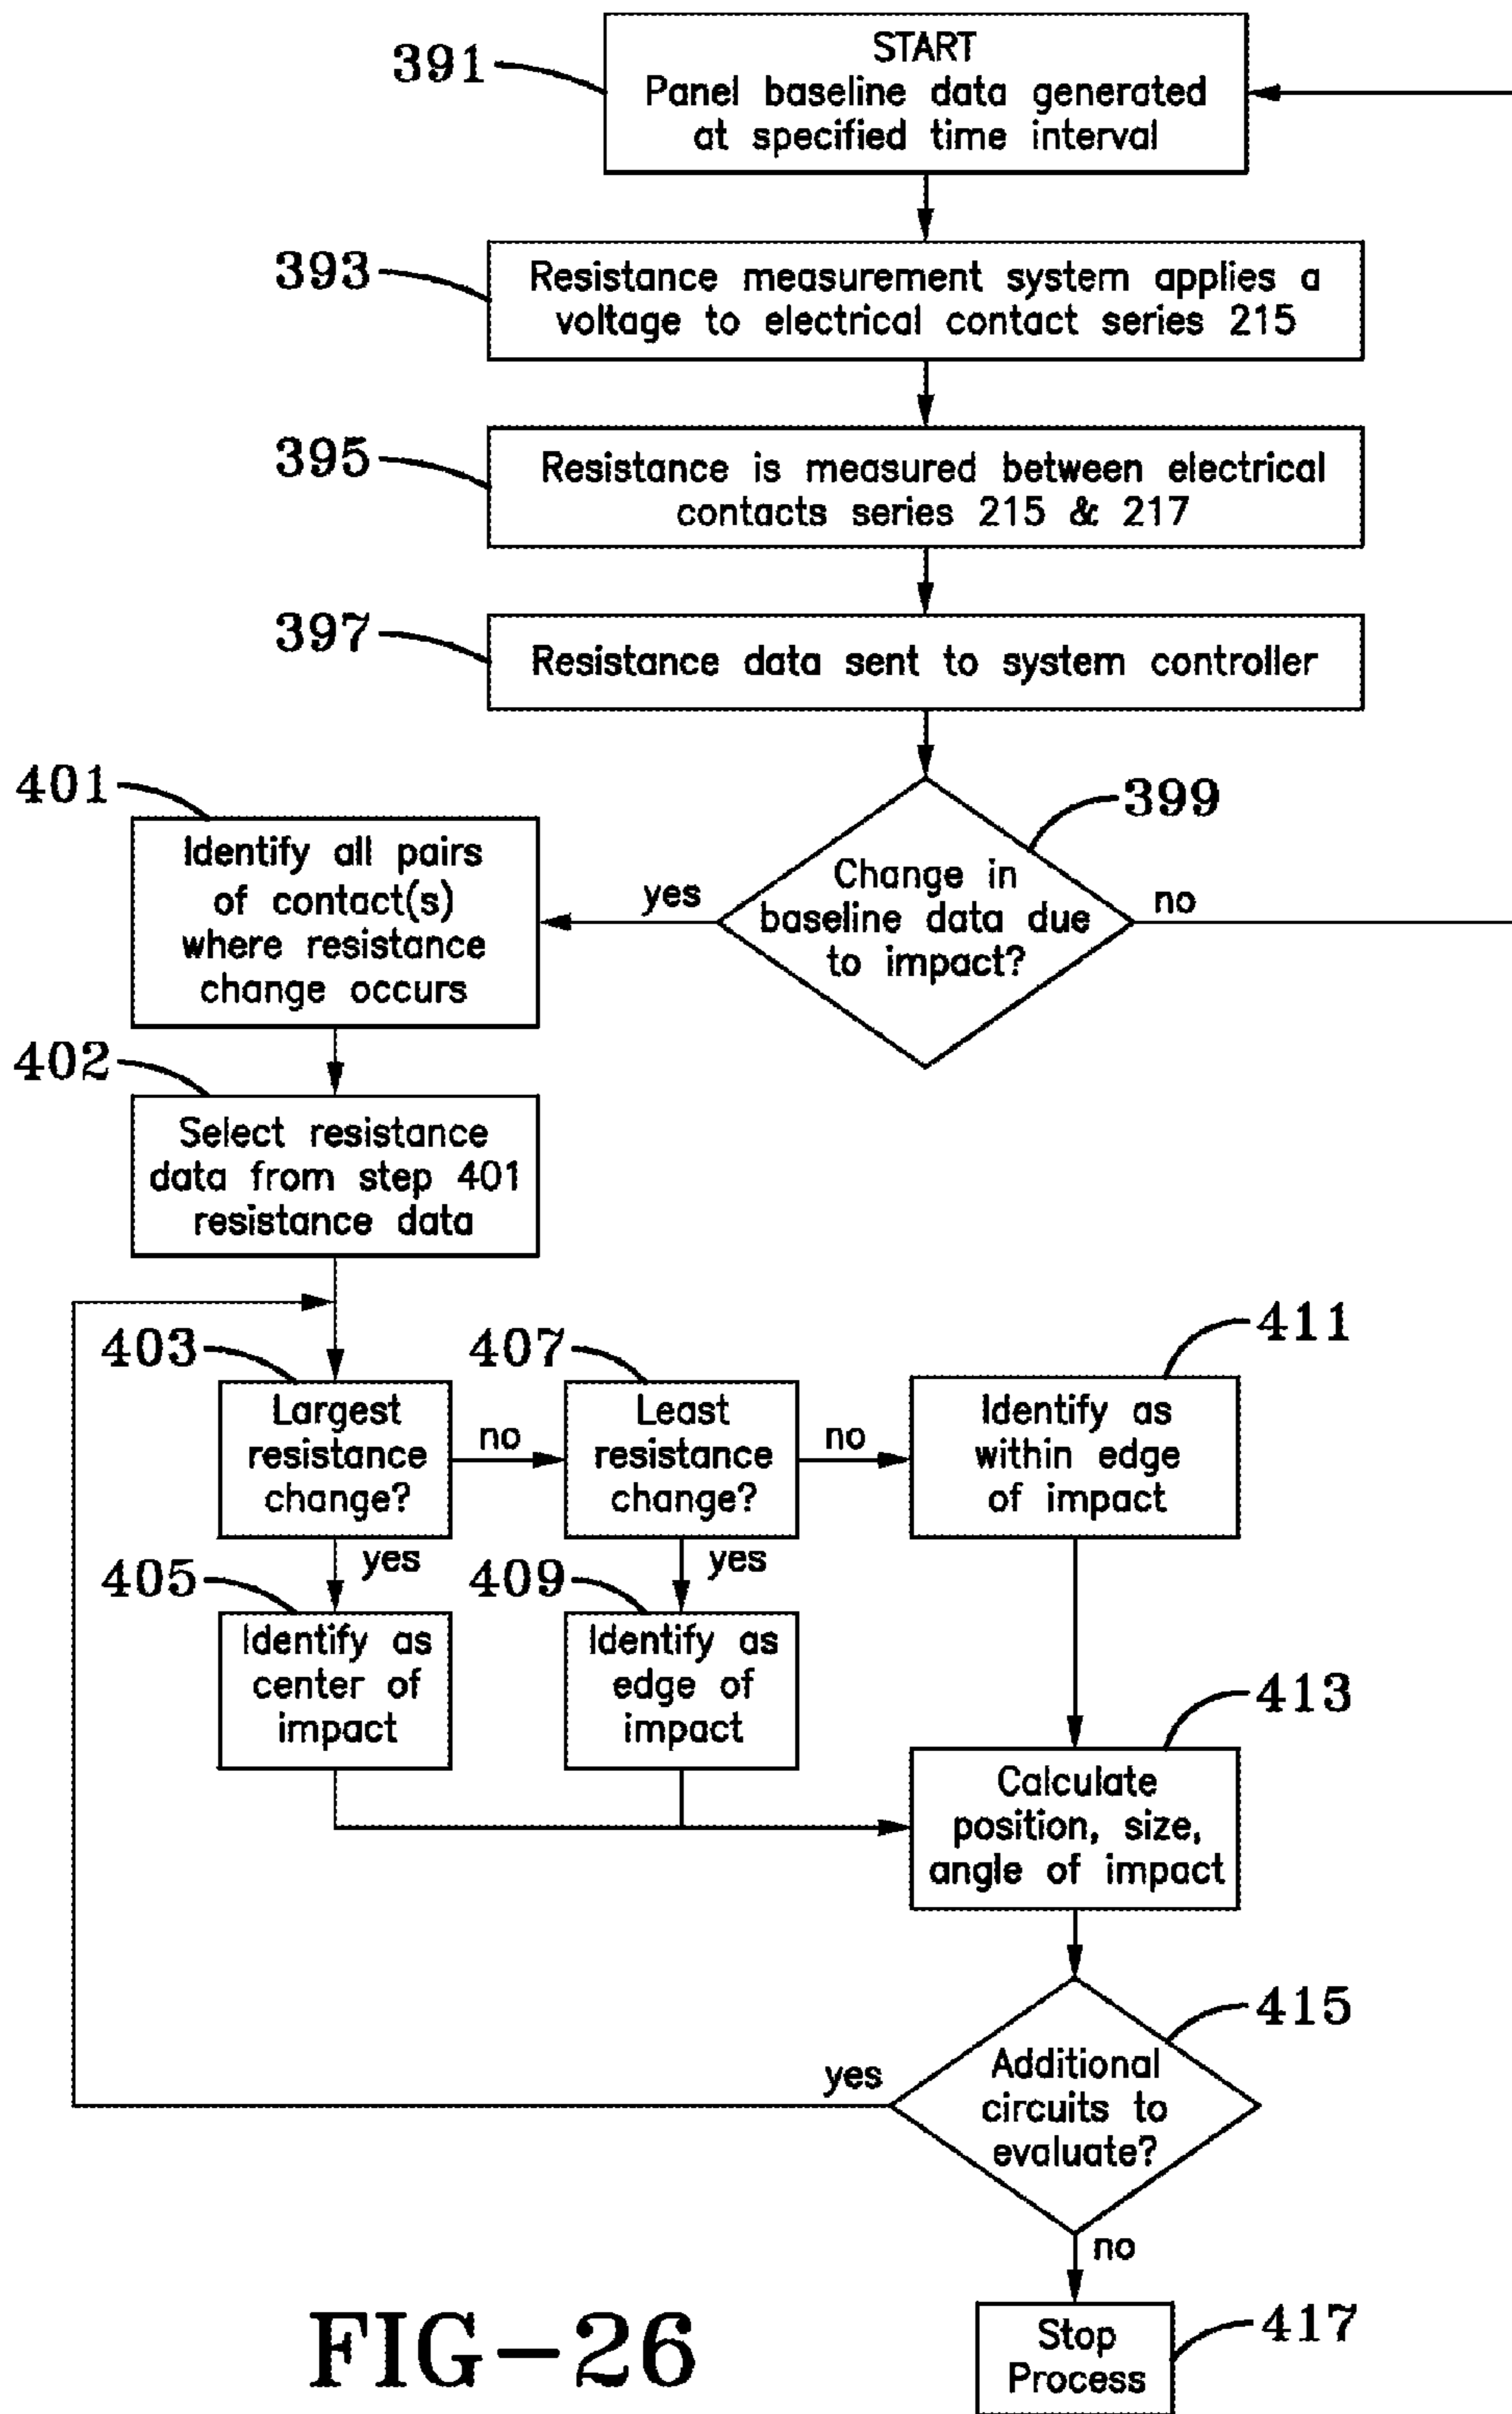 391
START
Panel baseline data generated
at specified time interval
393
Resistance measurement system applies a
voltage to electrical contact series 215
395
Resistance is measured between electrical
contacts series 215 & 217
397
Resistance data sent to system controller
399
Change in
baseline data due
to impact?
yes
no
401
Identify all pairs
of contact(s)
where resistance
change occurs
402
Select resistance
data from step 401
resistance data
403
Largest
resistance
change?
no
yes
407
Least
resistance
change?
no
yes
411
Identify as
within edge
of impact
405
Identify as
center of
impact
409
Identify as
edge of
impact
413
Calculate
position, size,
angle of impact
415
Additional
circuits to
evaluate?
yes
no
417
Stop
Process
FIG-26